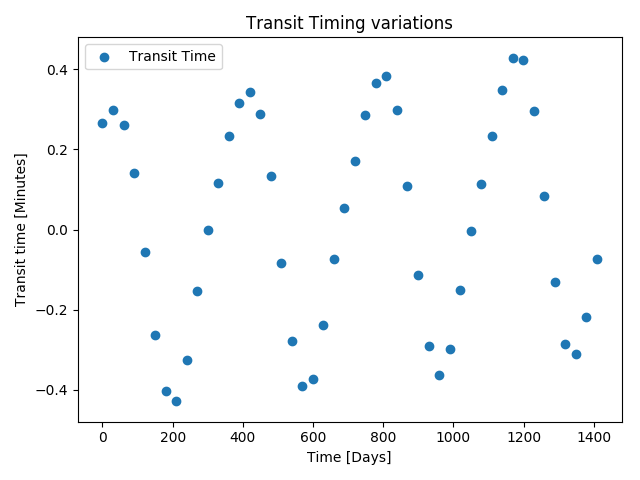 Transit Timing variations
Transit Time
Transit time [Minutes]
0.4
0.2
0.0
−0.2
−0.4
0 200 400 600 800 1000 1200 1400
Time [Days]